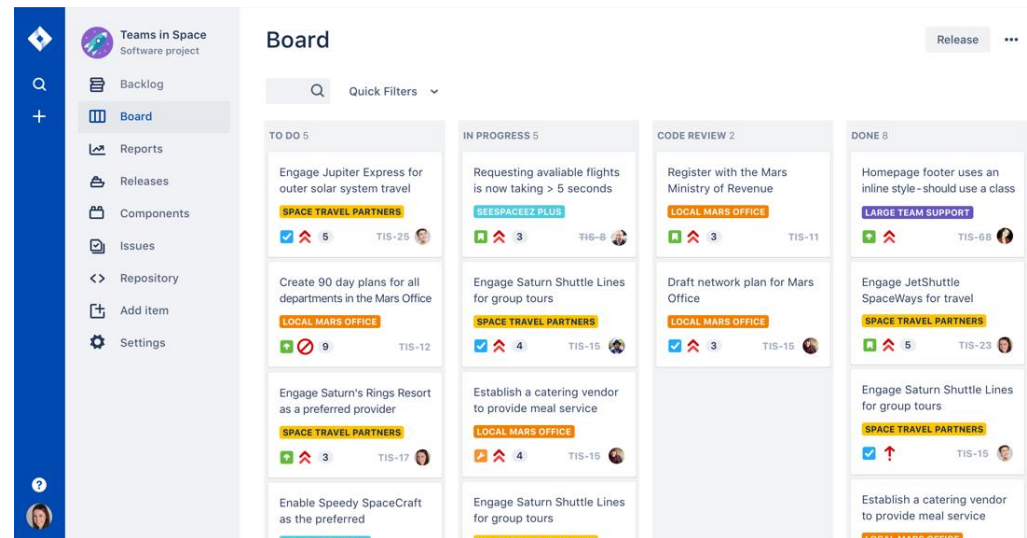 Teams in Space
Software project
Backlog
Board
Reports
Releases
Components
Issues
Repository
Add item
Settings
?
Board
Release
Quick Filters
TO DO 5
Engage Jupiter Express for
outer solar system travel
SPACE TRAVEL PARTNERS
5
TIS-25
Create 90 day plans for all
departments in the Mars Office
LOCAL MARS OFFICE
9
TIS-12
Engage Saturn's Rings Resort
as a preferred provider
SPACE TRAVEL PARTNERS
3
TIS-17
Enable Speedy SpaceCraft
as the preferred
IN PROGRESS 5
Requesting avaliable flights
is now taking > 5 seconds
SEESPACEEZ PLUS
3
TIS-8
Engage Saturn Shuttle Lines
for group tours
SPACE TRAVEL PARTNERS
4
TIS-15
Establish a catering vendor
to provide meal service
LOCAL MARS OFFICE
4
TIS-15
Engage Saturn Shuttle Lines
for group tours
CODE REVIEW 2
Register with the Mars
Ministry of Revenue
LOCAL MARS OFFICE
3
TIS-11
Draft network plan for Mars
Office
LOCAL MARS OFFICE
3
TIS-15
DONE 8
Homepage footer uses an
inline style - should use a class
LARGE TEAM SUPPORT
TIS-68
Engage JetShuttle
SpaceWays for travel
SPACE TRAVEL PARTNERS
5
TIS-23
Engage Saturn Shuttle Lines
for group tours
SPACE TRAVEL PARTNERS
TIS-15
Establish a catering vendor
to provide meal service
LOCAL MARS OFFICE